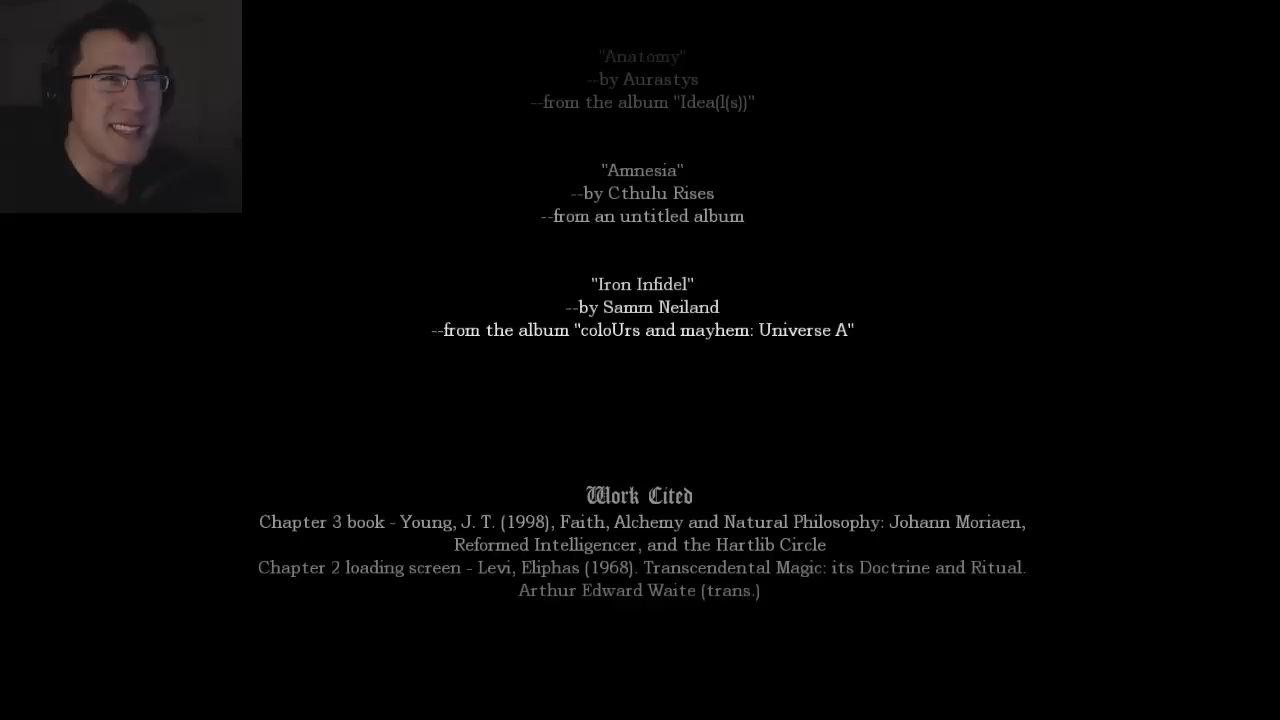 "Anatomy"
--by Aurastys
--from the album "Idea(l(s))"
"Amnesia"
--by Cthulu Rises
--from an untitled album
"Iron Infidel"
--by Samm Neiland
--from the album "coloUrs and mayhem: Universe A"
Work Cited
Chapter 3 book - Young, J. T. (1998), Faith, Alchemy and Natural Philosophy: Johann Moriaen,
Reformed Intelligencer, and the Hartlib Circle
Chapter 2 loading screen - Levi, Eliphas (1968). Transcendental Magic: its Doctrine and Ritual.
Arthur Edward Waite (trans.)